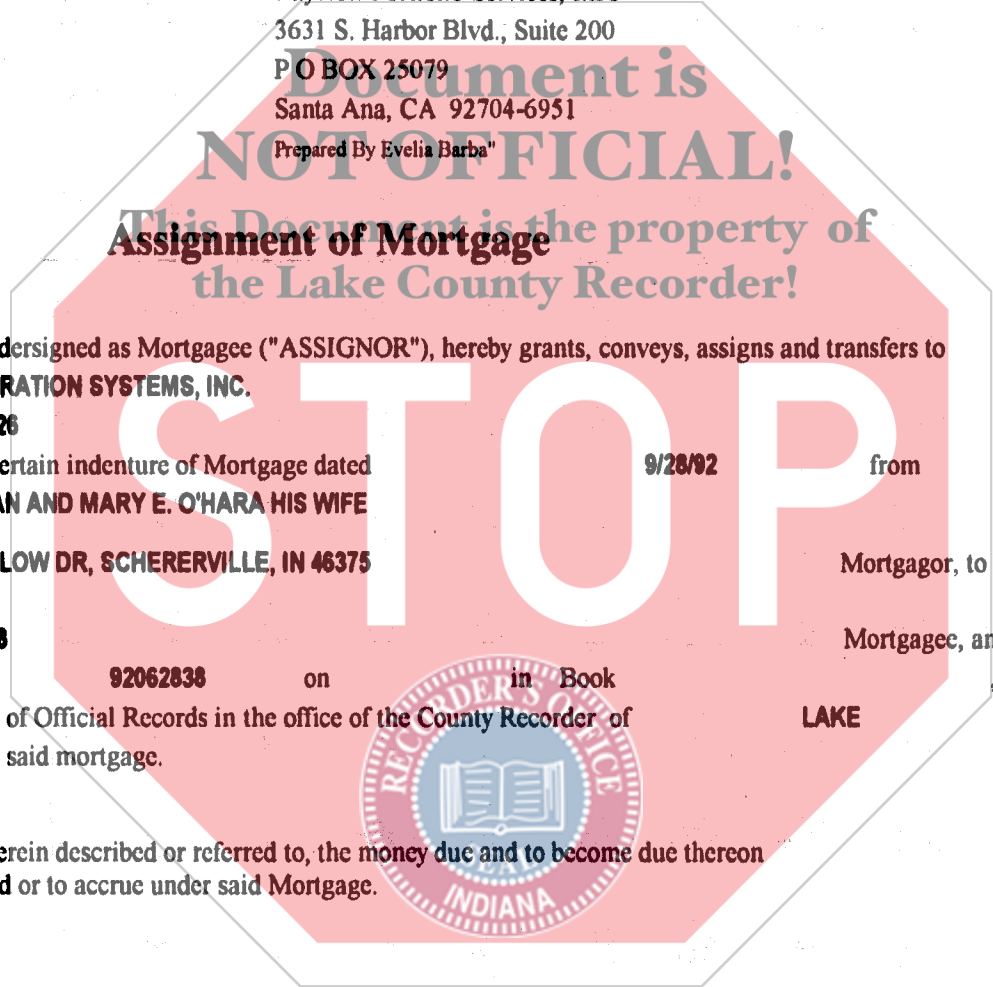 3631 S. Harbor Blvd., Suite 200
P O BOX 25079
Document is
Santa Ana, CA 92704-6951
NOT OFFICIAL!
Prepared By Evelia Barba"
This Document is the property of
Assignment of Mortgage
the Lake County Recorder!
dersigned as Mortgagee ("ASSIGNOR"), hereby grants, conveys, assigns and transfers to
RATION SYSTEMS, INC.
26
ertain indenture of Mortgage dated 9/28/92 from
AN AND MARY E. O'HARA HIS WIFE
STOP
LOW DR, SCHERERVILLE, IN 46375 Mortgagor, to
Mortgagee, an
92062838 on in Book
of Official Records in the office of the County Recorder of LAKE
said mortgage.
RECORDER'S OFFICE
SEAL
INDIANA
erein described or referred to, the money due and to become due thereon
d or to accrue under said Mortgage.